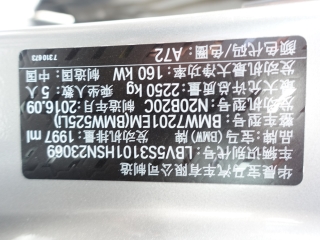 华晨宝马汽车有限公司制造
车辆识别代号：LBV5S3101HSN23069
品牌：宝马(BMW) 发动机排量：1997 ml
整车型号：BMW7201EM(BMW525Li)
发动机型号：N20B20C 制造年月：2016.09
最大允许总质量：2250 kg 乘坐人数：5 人
发动机最大净功率：160 kW 制造国：中国
颜色代码/色圈：A72
7310473